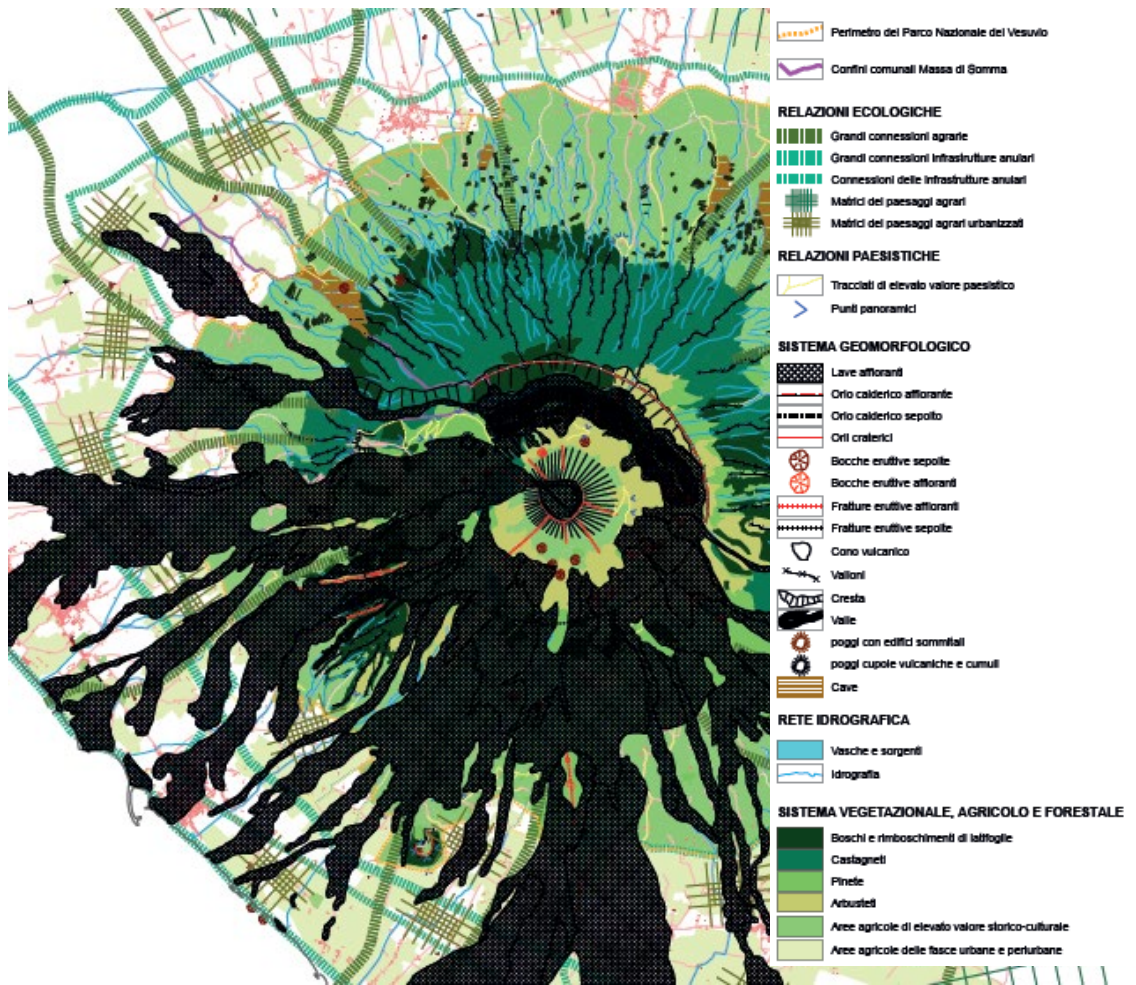 Perimetro del Parco Nazionale del Vesuvio
Confini comunali Massa di Somma
RELAZIONI ECOLOGICHE
Grandi connessioni agrarie
Grandi connessioni infrastrutture anulari
Connessioni delle infrastrutture anulari
Matrici dei paesaggi agrari
Matrici dei paesaggi agrari urbanizzati
RELAZIONI PAESISTICHE
Tracciati di elevato valore paesistico
Punti panoramici
SISTEMA GEOMORFOLOGICO
Lave affioranti
Orlo calderico affiorante
Orlo calderico sepolto
Orli craterici
Bocche eruttive sepolte
Bocche eruttive affioranti
Fratture eruttive affioranti
Fratture eruttive sepolte
Cono vulcanico
Valloni
Cresta
Valle
poggi con edifici sommitali
poggi cupole vulcaniche e cumuli
Cave
RETE IDROGRAFICA
Vasche e sorgenti
Idrografia
SISTEMA VEGETAZIONALE, AGRICOLO E FORESTALE
Boschi e rimboschimenti di latifoglie
Castagneti
Pinete
Arbusteti
Aree agricole di elevato valore storico-culturale
Aree agricole delle fasce urbane e periurbane